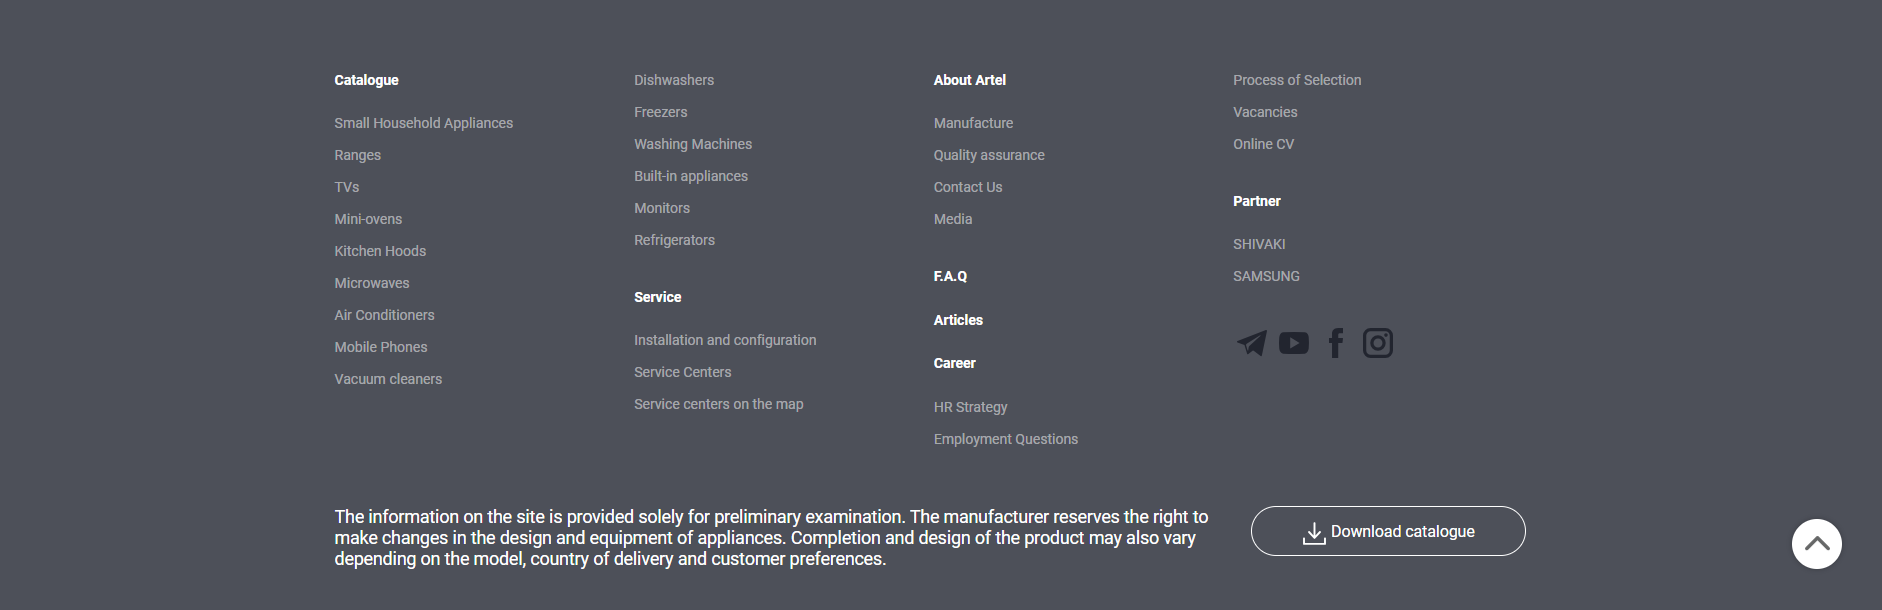 Catalogue
Small Household Appliances
Ranges
TVs
Mini-ovens
Kitchen Hoods
Microwaves
Air Conditioners
Mobile Phones
Vacuum cleaners
Dishwashers
Freezers
Washing Machines
Built-in appliances
Monitors
Refrigerators
Service
Installation and configuration
Service Centers
Service centers on the map
About Artel
Manufacture
Quality assurance
Contact Us
Media
F.A.Q
Articles
Career
HR Strategy
Employment Questions
Process of Selection
Vacancies
Online CV
Partner
SHIVAKI
SAMSUNG
The information on the site is provided solely for preliminary examination. The manufacturer reserves the right to
make changes in the design and equipment of appliances. Completion and design of the product may also vary
depending on the model, country of delivery and customer preferences.
Download catalogue